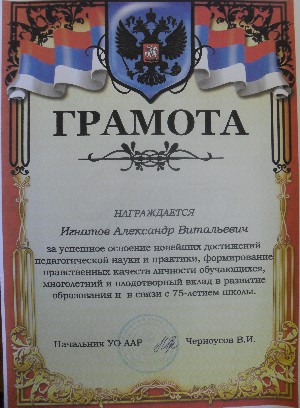 ГРАМОТА
НАГРАЖДАЕТСЯ
Игнатов Александр Витальевич
за успешное освоение новейших достижений
педагогической науки и практики, формирование
нравственных качеств личности обучающихся,
многолетний и плодотворный вклад в развитие
образования и в связи с 75-летием школы.
Начальник УО ААР Черноусов В.И.